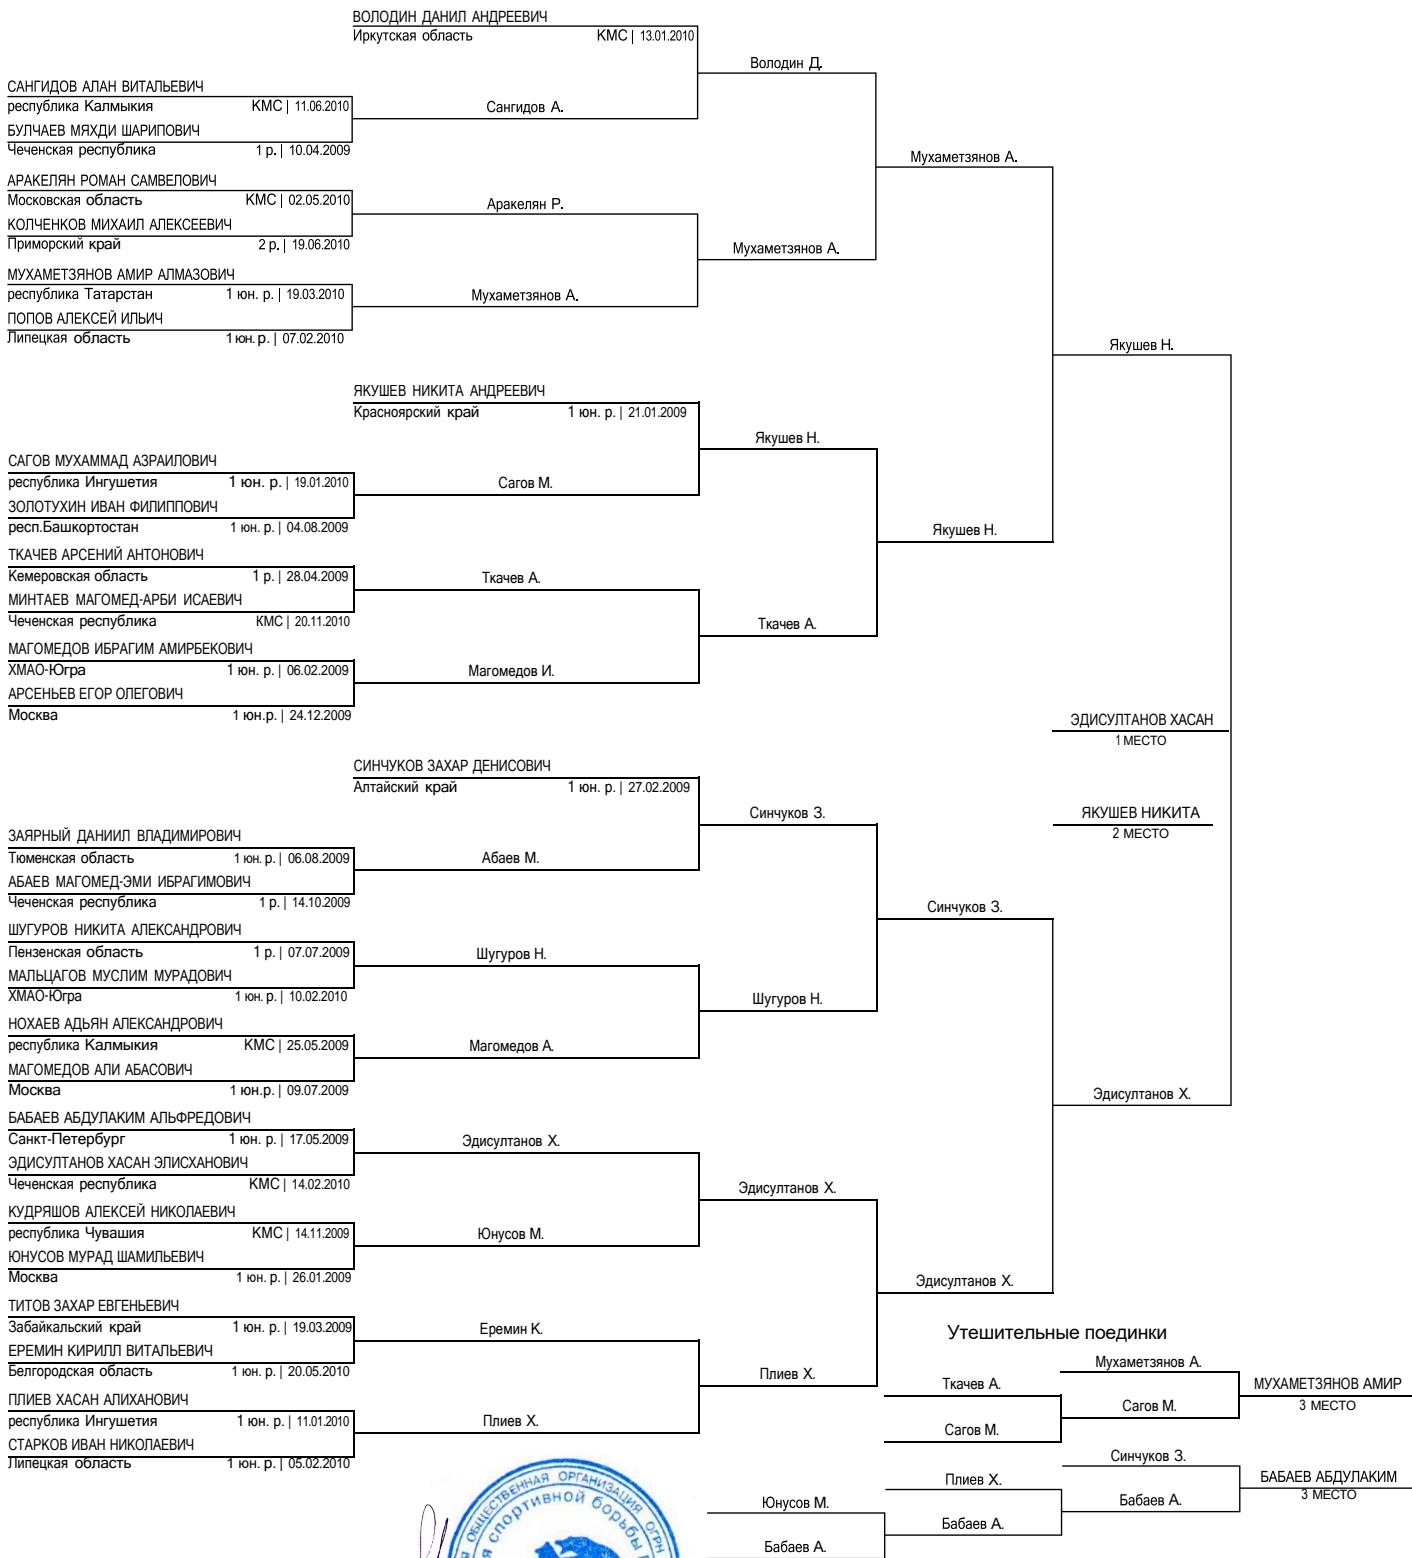 ВОЛОДИН ДАНИЛ АНДРЕЕВИЧ
Иркутская область КМС | 13.01.2010
Володин Д.
САНГИДОВ АЛАН ВИТАЛЬЕВИЧ
республика Калмыкия КМС | 11.06.2010
Сангидов А.
БУЛЧАЕВ МЯХДИ ШАРИПОВИЧ
Чеченская республика 1 р. | 10.04.2009
Мухаметзянов А.
АРАКЕЛЯН РОМАН САМВЕЛОВИЧ
Московская область КМС | 02.05.2010
Аракелян Р.
КОЛЧЕНКОВ МИХАИЛ АЛЕКСЕЕВИЧ
Приморский край 2 р. | 19.06.2010
Мухаметзянов А.
МУХАМЕТЗЯНОВ АМИР АЛМАЗОВИЧ
республика Татарстан 1 юн. р. | 19.03.2010
Мухаметзянов А.
ПОПОВ АЛЕКСЕЙ ИЛЬИЧ
Липецкая область 1 юн. р. | 07.02.2010
Якушев Н.
ЯКУШЕВ НИКИТА АНДРЕЕВИЧ
Красноярский край 1 юн. р. | 21.01.2009
Якушев Н.
САГОВ МУХАММАД АЗРАИЛОВИЧ
республика Ингушетия 1 юн. р. | 19.01.2010
Сагов М.
ЗОЛОТУХИН ИВАН ФИЛИППОВИЧ
респ.Башкортостан 1 юн. р. | 04.08.2009
Якушев Н.
ТКАЧЕВ АРСЕНИЙ АНТОНОВИЧ
Кемеровская область 1 р. | 28.04.2009
Ткачев А.
МИНТАЕВ МАГОМЕД-АРБИ ИСАЕВИЧ
Чеченская республика КМС | 20.11.2010
Ткачев А.
МАГОМЕДОВ ИБРАГИМ АМИРБЕКОВИЧ
ХМАО-Югра 1 юн. р. | 06.02.2009
Магомедов И.
АРСЕНЬЕВ ЕГОР ОЛЕГОВИЧ
Москва 1 юн.р. | 24.12.2009
ЭДИСУЛТАНОВ ХАСАН
1 МЕСТО
СИНЧУКОВ ЗАХАР ДЕНИСОВИЧ
Алтайский край 1 юн. р. | 27.02.2009
Синчуков З.
ЯКУШЕВ НИКИТА
2 МЕСТО
ЗАЯРНЫЙ ДАНИИЛ ВЛАДИМИРОВИЧ
Тюменская область 1 юн. р. | 06.08.2009
Абаев М.
АБАЕВ МАГОМЕД-ЭМИ ИБРАГИМОВИЧ
Чеченская республика 1 р. | 14.10.2009
Синчуков З.
ШУГУРОВ НИКИТА АЛЕКСАНДРОВИЧ
Пензенская область 1 р. | 07.07.2009
Шугуров Н.
МАЛЬЦАГОВ МУСЛИМ МУРАДОВИЧ
ХМАО-Югра 1 юн. р. | 10.02.2010
Шугуров Н.
НОХАЕВ АДЬЯН АЛЕКСАНДРОВИЧ
республика Калмыкия КМС | 25.05.2009
Магомедов А.
МАГОМЕДОВ АЛИ АБАСОВИЧ
Москва 1 юн.р. | 09.07.2009
Эдисултанов Х.
БАБАЕВ АБДУЛАКИМ АЛЬФРЕДОВИЧ
Санкт-Петербург 1 юн. р. | 17.05.2009
Эдисултанов Х.
ЭДИСУЛТАНОВ ХАСАН ЭЛИСХАНОВИЧ
Чеченская республика КМС | 14.02.2010
Эдисултанов Х.
КУДРЯШОВ АЛЕКСЕЙ НИКОЛАЕВИЧ
республика Чувашия КМС | 14.11.2009
Юнусов М.
ЮНУСОВ МУРАД ШАМИЛЬЕВИЧ
Москва 1 юн. р. | 26.01.2009
Эдисултанов Х.
ТИТОВ ЗАХАР ЕВГЕНЬЕВИЧ
Забайкальский край 1 юн. р. | 19.03.2009
Еремин К.
ЕРЕМИН КИРИЛЛ ВИТАЛЬЕВИЧ
Белгородская область 1 юн. р. | 20.05.2010
Плиев Х.
ПЛИЕВ ХАСАН АЛИХАНОВИЧ
республика Ингушетия 1 юн. р. | 11.01.2010
Плиев Х.
СТАРКОВ ИВАН НИКОЛАЕВИЧ
Липецкая область 1 юн. р. | 05.02.2010
Утешительные поединки
Мухаметзянов А.
Ткачев А.
МУХАМЕТЗЯНОВ АМИР
3 МЕСТО
Сагов М.
Сагов М.
Синчуков З.
Плиев Х.
БАБАЕВ АБДУЛАКИМ
3 МЕСТО
Юнусов М.
Бабаев А.
Бабаев А.
Бабаев А.
ОБЩЕСТВЕННАЯ ОРГАНИЗАЦИЯ ОГРН
спортивной борьбы